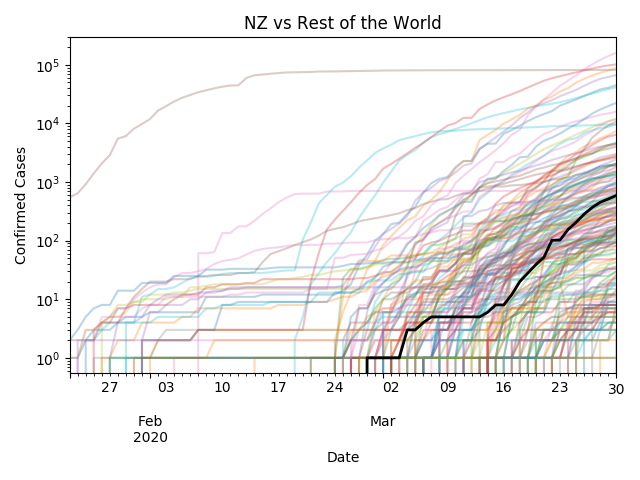 NZ vs Rest of the World
Confirmed Cases
10^5
10^4
10^3
10^2
10^1
10^0
27 03 10 17 24 02 09 16 23 30
Feb Mar
2020
Date